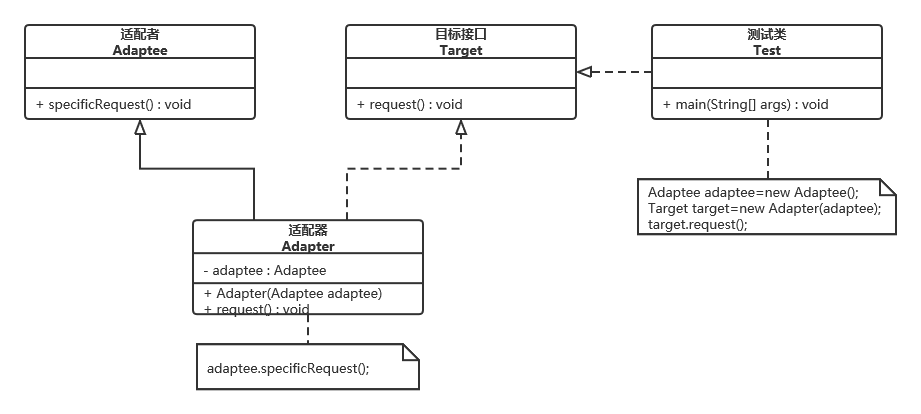 适配者
Adaptee
+ specificRequest() : void
目标接口
Target
+ request() : void
测试类
Test
+ main(String[] args) : void
Adaptee adaptee=new Adaptee();
Target target=new Adapter(adaptee);
target.request();
适配器
Adapter
- adaptee : Adaptee
+ Adapter(Adaptee adaptee)
+ request() : void
adaptee.specificRequest();